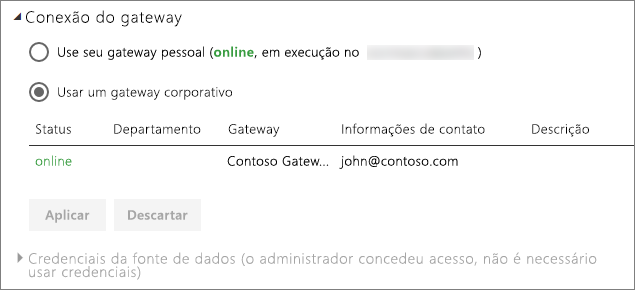 Conexão do gateway
Use seu gateway pessoal (online, em execução no )
Usar um gateway corporativo
Status Departamento Gateway Informações de contato Descrição
online Contoso Gatew... john@contoso.com
Aplicar Descartar
Credenciais da fonte de dados (o administrador concedeu acesso, não é necessário
usar credenciais)